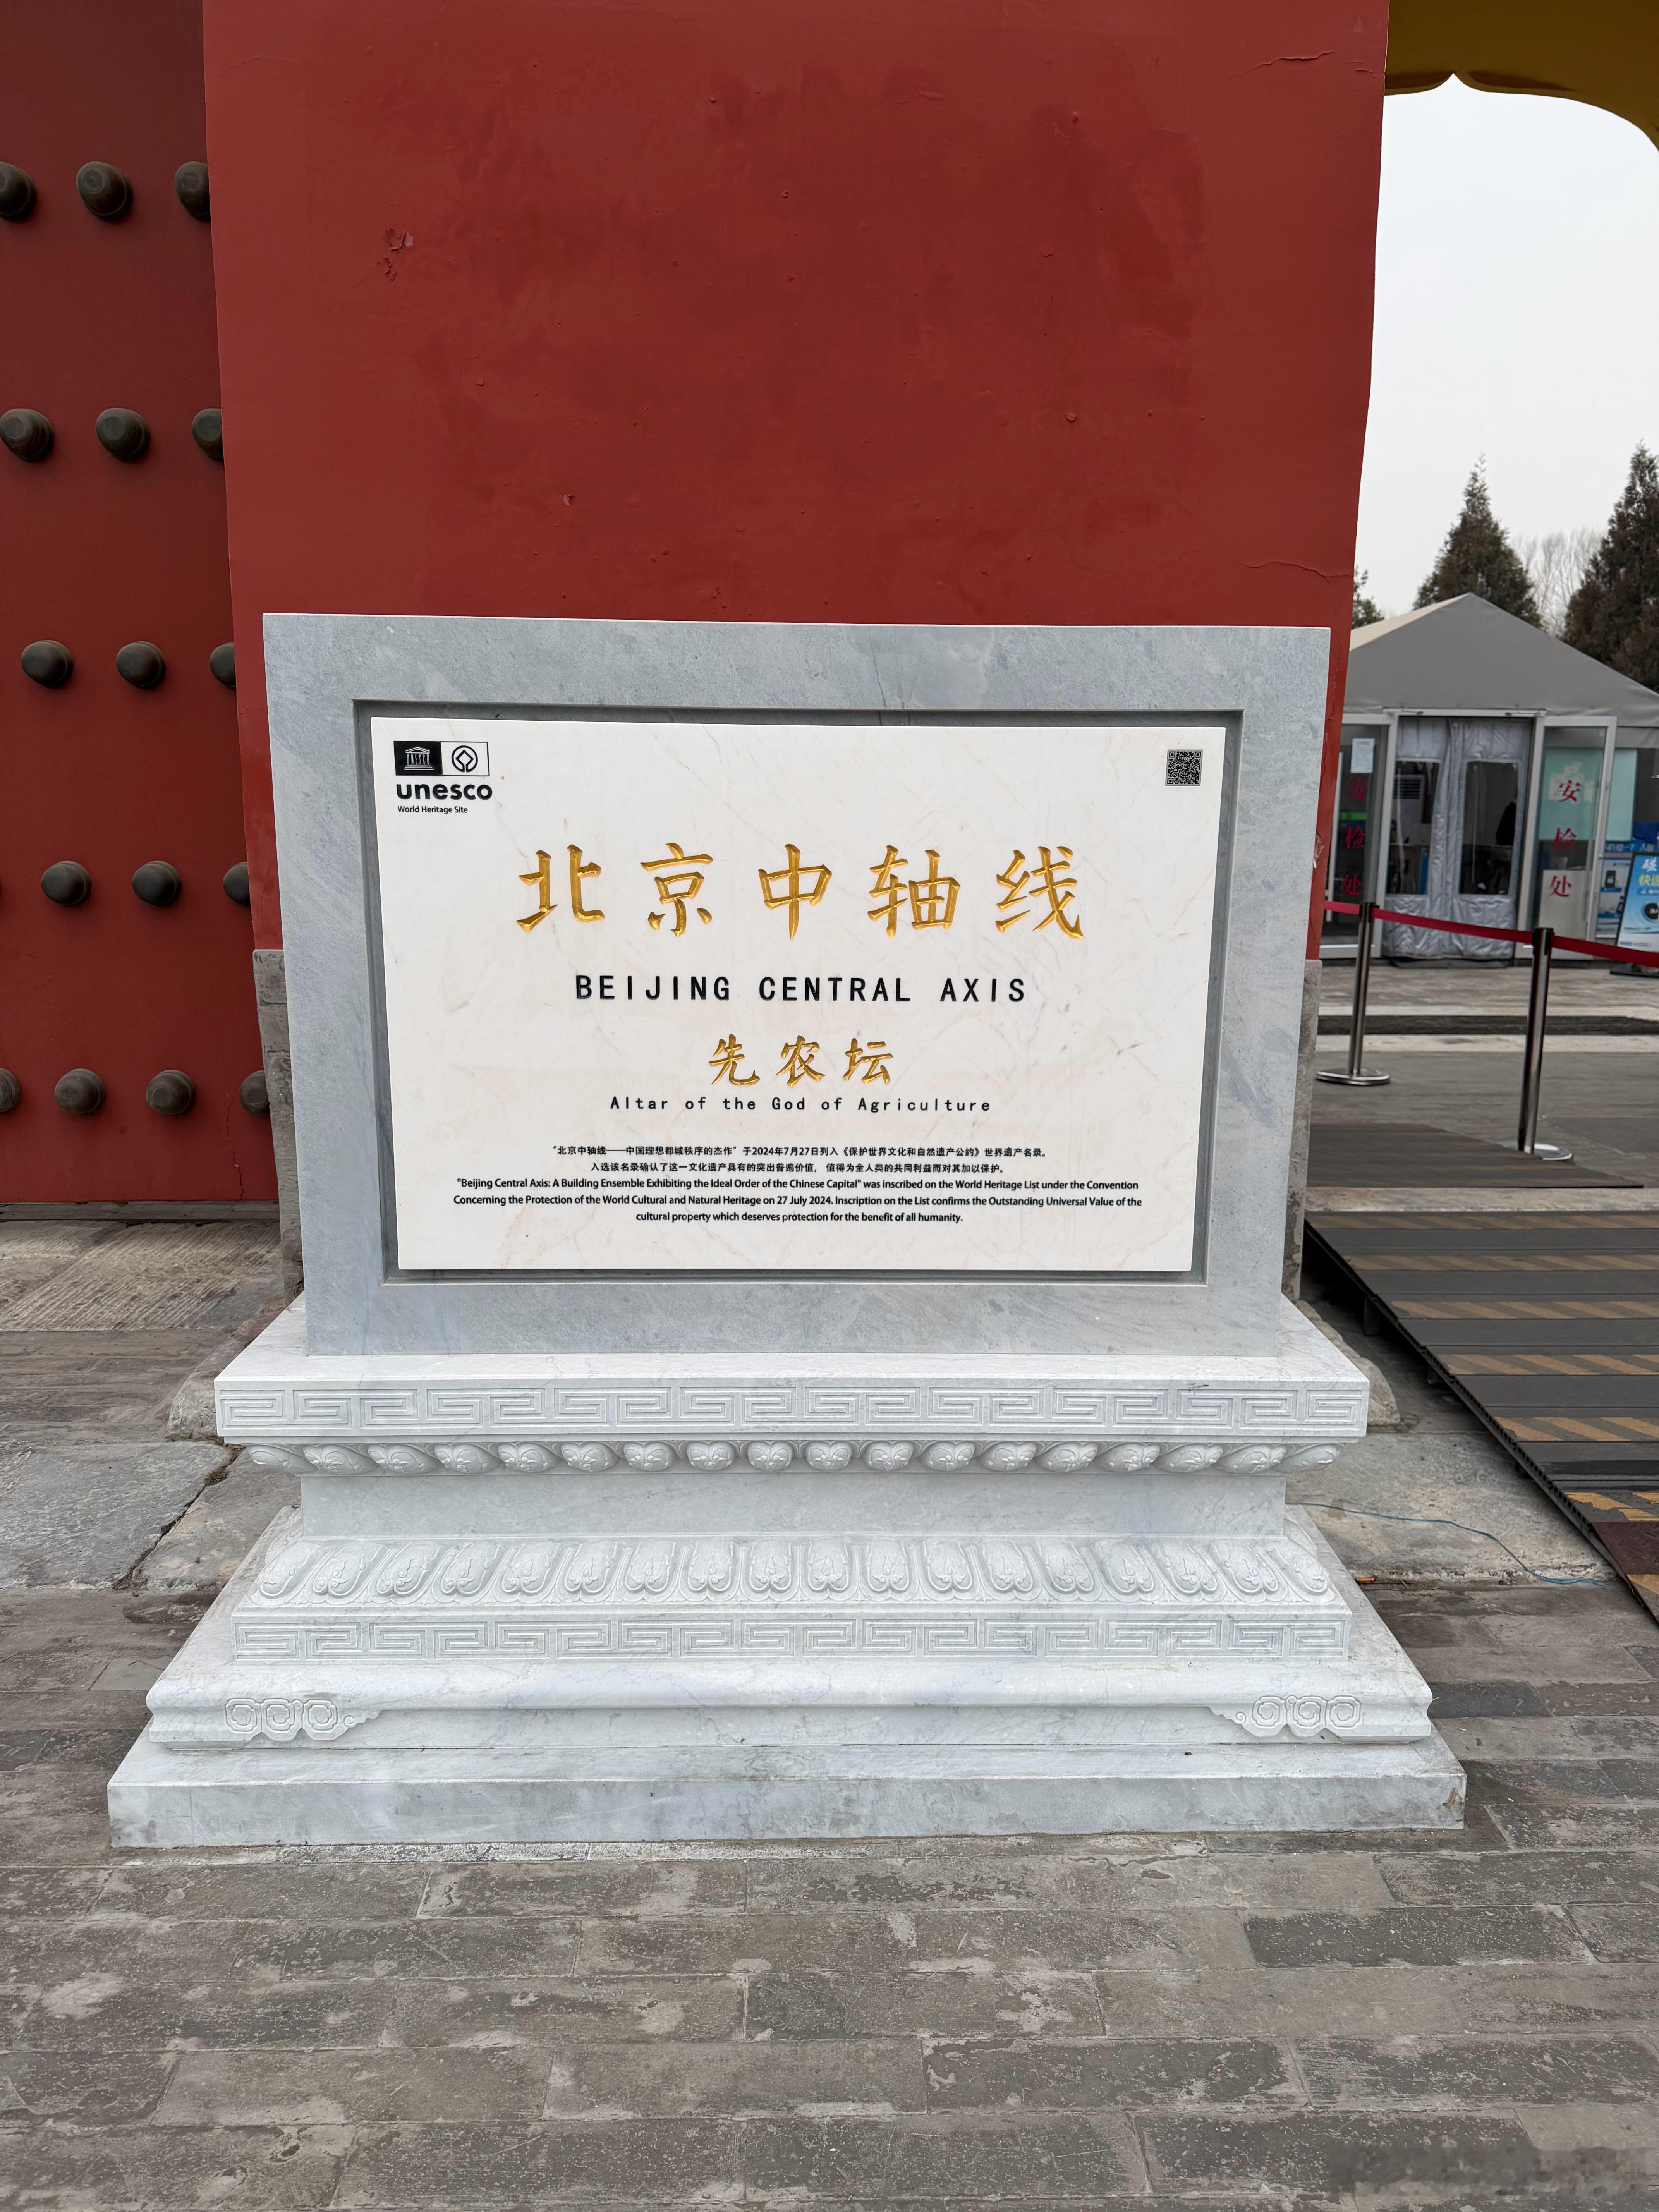 UNESCO
unesco
World Heritage Site
北京中轴线
BEIJING CENTRAL AXIS
先农坛
Altar of the God of Agriculture
“北京中轴线——中国理想都城秩序的杰作”于2024年7月27日列入《保护世界文化和自然遗产公约》世界遗产名录。
入选该名录确认了这一文化遗产具有的突出普遍价值，值得为全人类的共同利益而对其加以保护。
"Beijing Central Axis: A Building Ensemble Exhibiting the Ideal Order of the Chinese Capital" was inscribed on the World Heritage List under the Convention
Concerning the Protection of the World Cultural and Natural Heritage on 27 July 2024. Inscription on the List confirms the Outstanding Universal Value of the
cultural property which deserves protection for the benefit of all humanity.
安检处
安检处